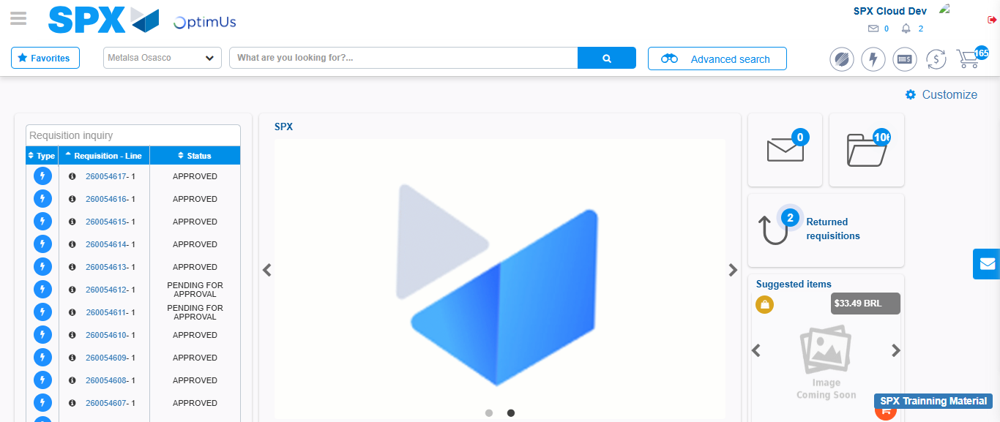 SPX
OptimUs
SPX Cloud Dev
0
2
Favorites
Metalsa Osasco
What are you looking for?...
Advanced search
165
Customize
Requisition inquiry
Type
Requisition - Line
Status
260054617- 1
APPROVED
260054616- 1
APPROVED
260054615- 1
APPROVED
260054614- 1
APPROVED
260054613- 1
APPROVED
260054612- 1
PENDING FOR
APPROVAL
260054611- 1
PENDING FOR
APPROVAL
260054610- 1
APPROVED
260054609- 1
APPROVED
260054608- 1
APPROVED
260054607- 1
APPROVED
SPX
0
2
Returned
requisitions
Suggested items
$33.49 BRL
Image
Coming Soon
SPX Trainning Material